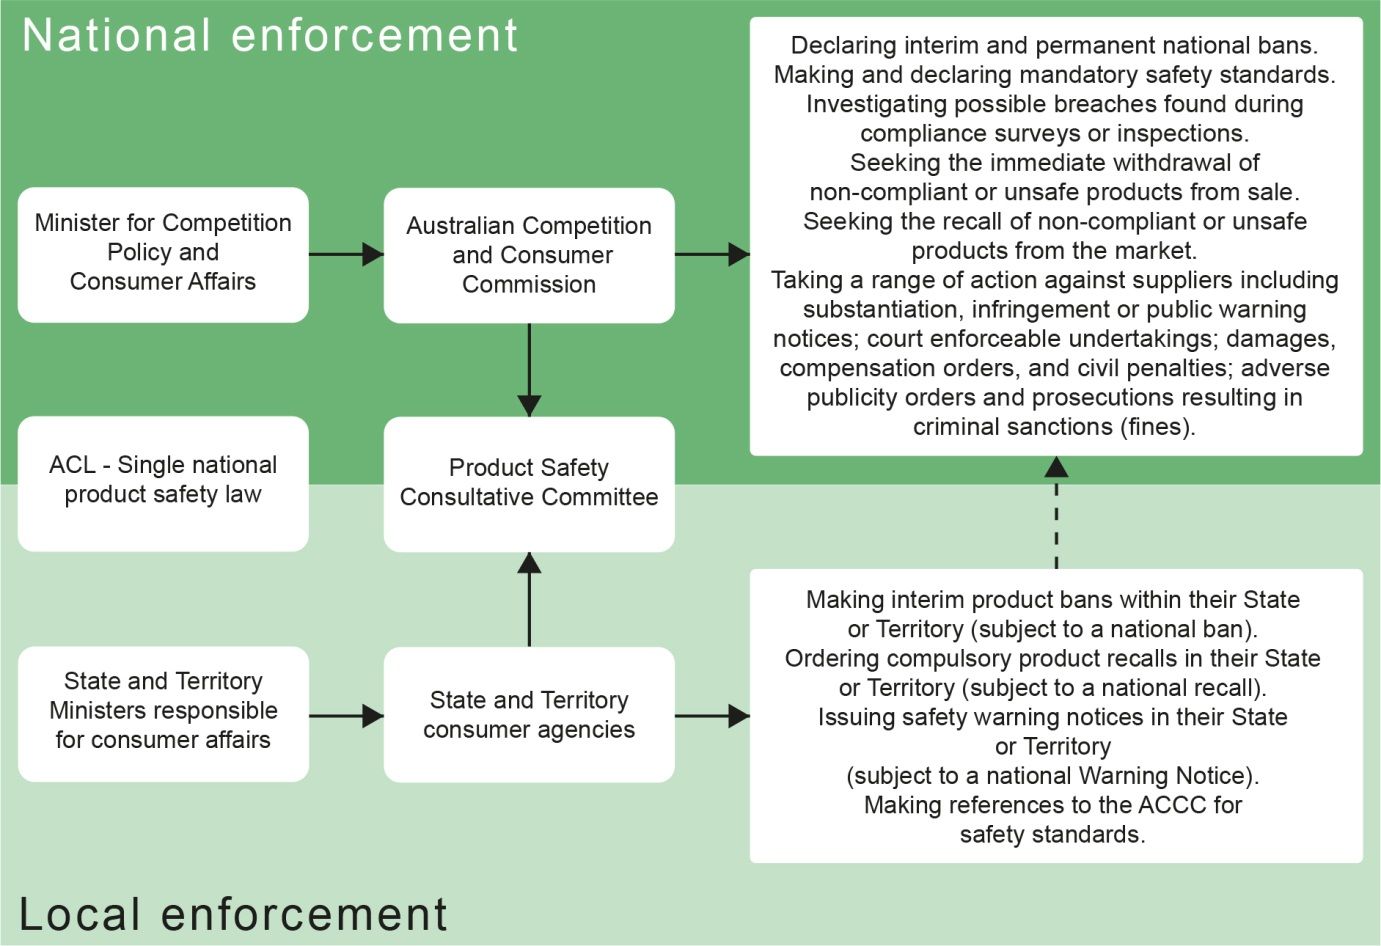 National enforcement
Minister for Competition
Policy and
Consumer Affairs
Australian Competition
and Consumer
Commission
Declaring interim and permanent national bans.
Making and declaring mandatory safety standards.
Investigating possible breaches found during
compliance surveys or inspections.
Seeking the immediate withdrawal of
non-compliant or unsafe products from sale.
Seeking the recall of non-compliant or unsafe
products from the market.
Taking a range of action against suppliers including
substantiation, infringement or public warning
notices; court enforceable undertakings; damages,
compensation orders, and civil penalties; adverse
publicity orders and prosecutions resulting in
criminal sanctions (fines).
ACL - Single national
product safety law
Product Safety
Consultative Committee
State and Territory
Ministers responsible
for consumer affairs
State and Territory
consumer agencies
Making interim product bans within their State
or Territory (subject to a national ban).
Ordering compulsory product recalls in their State
or Territory (subject to a national recall).
Issuing safety warning notices in their State
or Territory
(subject to a national Warning Notice).
Making references to the ACCC for
safety standards.
Local enforcement